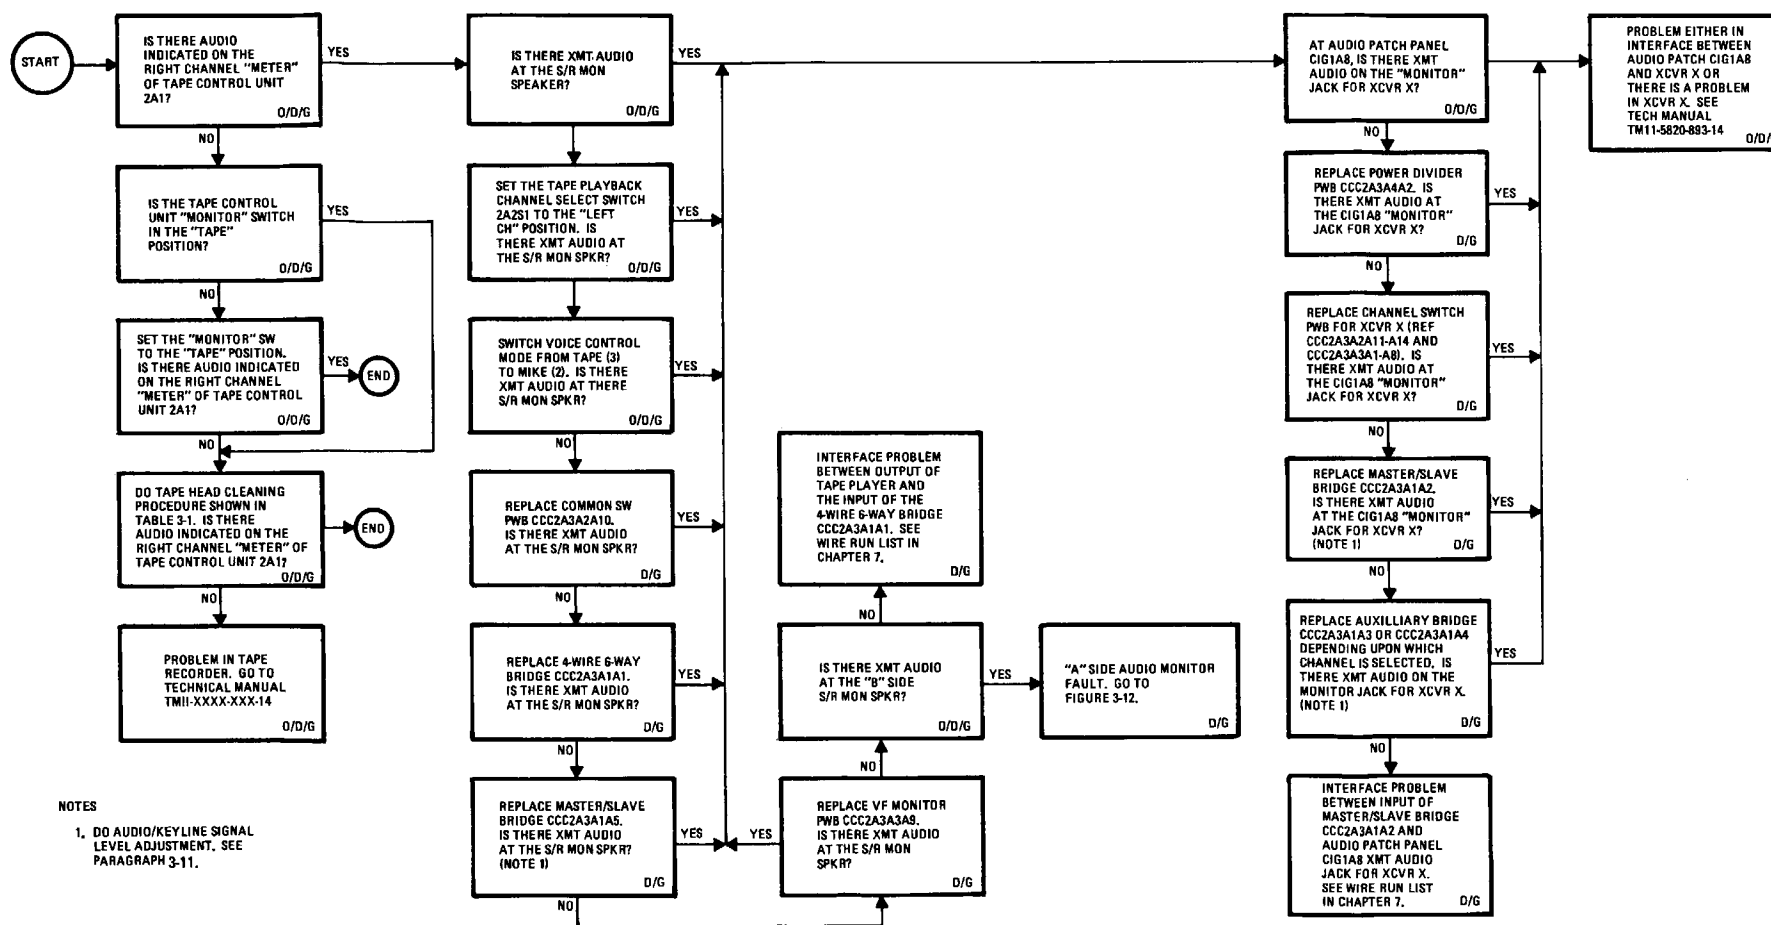 START
IS THERE AUDIO
INDICATED ON THE
RIGHT CHANNEL "METER"
OF TAPE CONTROL UNIT
2A1?
O/D/G
YES
NO
IS THE TAPE CONTROL
UNIT "MONITOR" SWITCH
IN THE "TAPE"
POSITION?
O/D/G
YES
NO
SET THE "MONITOR" SW
TO THE "TAPE" POSITION.
IS THERE AUDIO INDICATED
ON THE RIGHT CHANNEL
"METER" OF TAPE CONTROL
UNIT 2A1?
O/D/G
YES
END
NO
DO TAPE HEAD CLEANING
PROCEDURE SHOWN IN
TABLE 3-1. IS THERE
AUDIO INDICATED ON THE
RIGHT CHANNEL "METER" OF
TAPE CONTROL UNIT 2A1?
O/D/G
END
NO
PROBLEM IN TAPE
RECORDER. GO TO
TECHNICAL MANUAL
TMII-XXXX-XXX-14
O/D/G
NOTES
1. DO AUDIO/KEYLINE SIGNAL
LEVEL ADJUSTMENT. SEE
PARAGRAPH 3-11.
IS THERE XMT AUDIO
AT THE S/R MON
SPEAKER?
O/D/G
YES
NO
SET THE TAPE PLAYBACK
CHANNEL SELECT SWITCH
2A2S1 TO THE "LEFT
CH" POSITION. IS
THERE XMT AUDIO AT
THE S/R MON SPKR?
O/D/G
YES
NO
SWITCH VOICE CONTROL
MODE FROM TAPE (3)
TO MIKE (2). IS THERE
XMT AUDIO AT THERE
S/R MON SPKR?
O/D/G
YES
NO
REPLACE COMMON SW
PWB CCC2A3A2A10.
IS THERE XMT AUDIO
AT THE S/R MON SPKR?
D/G
YES
NO
REPLACE 4-WIRE 6-WAY
BRIDGE CCC2A3A1A1.
IS THERE XMT AUDIO
AT THE S/R MON SPKR?
D/G
YES
NO
REPLACE MASTER/SLAVE
BRIDGE CCC2A3A1A5.
IS THERE XMT AUDIO
AT THE S/R MON SPKR?
(NOTE 1)
D/G
YES
NO
INTERFACE PROBLEM
BETWEEN OUTPUT OF
TAPE PLAYER AND
THE INPUT OF THE
4-WIRE 6-WAY BRIDGE
CCC2A3A1A1. SEE
WIRE RUN LIST IN
CHAPTER 7.
D/G
NO
IS THERE XMT AUDIO
AT THE "B" SIDE
S/R MON SPKR?
O/D/G
YES
"A" SIDE AUDIO MONITOR
FAULT. GO TO
FIGURE 3-12.
D/G
NO
REPLACE VF MONITOR
PWB CCC2A3A3A9.
IS THERE XMT AUDIO
AT THE S/R MON
SPKR?
D/G
YES
AT AUDIO PATCH PANEL
CIG1A8, IS THERE XMT
AUDIO ON THE "MONITOR"
JACK FOR XCVR X?
O/D/G
YES
NO
REPLACE POWER DIVIDER
PWB CCC2A3A4A2. IS
THERE XMT AUDIO AT
THE CIG1A8 "MONITOR"
JACK FOR XCVR X?
D/G
YES
NO
REPLACE CHANNEL SWITCH
PWB FOR XCVR X (REF
CCC2A3A2A11-A14 AND
CCC2A3A3A1-A8). IS
THERE XMT AUDIO AT
THE CIG1A8 "MONITOR"
JACK FOR XCVR X?
D/G
YES
NO
REPLACE MASTER/SLAVE
BRIDGE CCC2A3A1A2.
IS THERE XMT AUDIO
AT THE CIG1A8 "MONITOR"
JACK FOR XCVR X?
(NOTE 1)
D/G
YES
NO
REPLACE AUXILLIARY BRIDGE
CCC2A3A1A3 OR CCC2A3A1A4
DEPENDING UPON WHICH
CHANNEL IS SELECTED. IS
THERE XMT AUDIO ON THE
MONITOR JACK FOR XCVR X.
(NOTE 1)
D/G
YES
NO
INTERFACE PROBLEM
BETWEEN INPUT OF
MASTER/SLAVE BRIDGE
CCC2A3A1A2 AND
AUDIO PATCH PANEL
CIG1A8 XMT AUDIO
JACK FOR XCVR X.
SEE WIRE RUN LIST
IN CHAPTER 7.
D/G
PROBLEM EITHER IN
INTERFACE BETWEEN
AUDIO PATCH CIG1A8
AND XCVR X OR
THERE IS A PROBLEM
IN XCVR X. SEE
TECH MANUAL
TM11-5820-893-14
O/D/